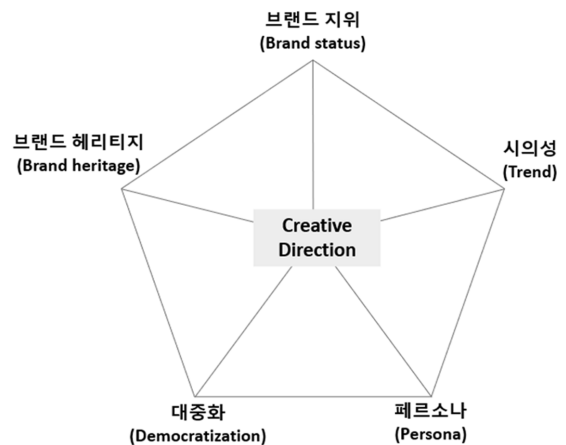 브랜드 지위
(Brand status)
브랜드 헤리티지
(Brand heritage)
시의성
(Trend)
Creative
Direction
대중화
(Democratization)
페르소나
(Persona)